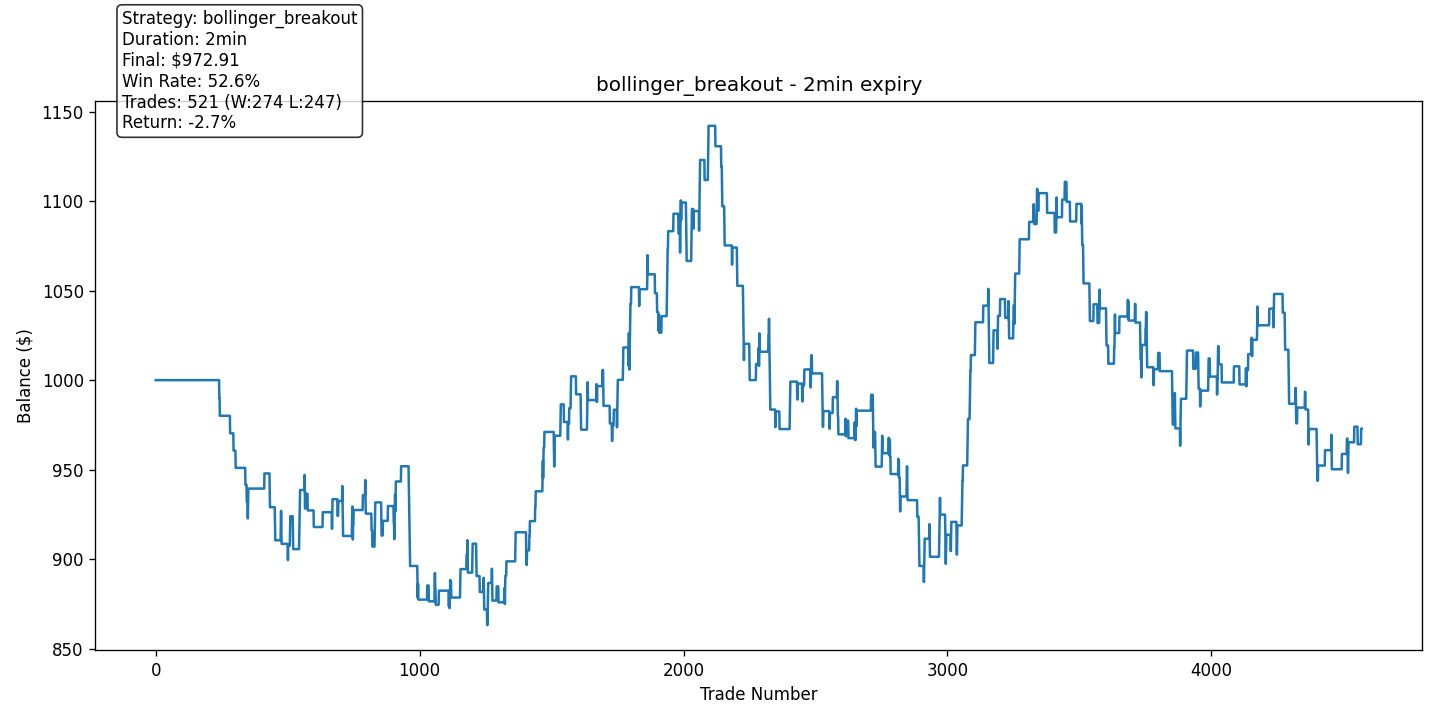 Strategy: bollinger_breakout
Duration: 2min
Final: $972.91
Win Rate: 52.6%
Trades: 521 (W:274 L:247)
Return: -2.7%
bollinger_breakout - 2min expiry
Balance ($)
1150
1100
1050
1000
950
900
850
0
1000
2000
3000
4000
Trade Number